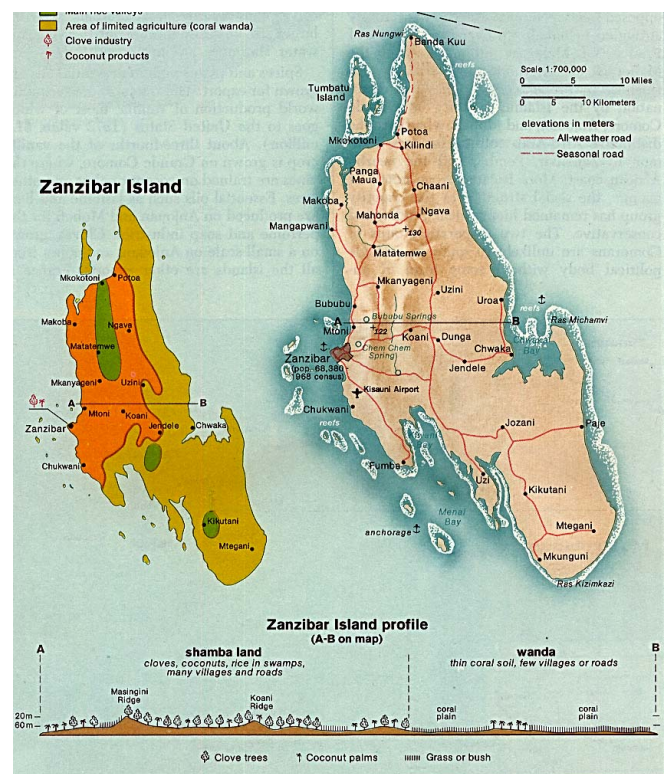 Main rice valleys
Area of limited agriculture (coral wanda)
Clove industry
Coconut products
Zanzibar Island
Mkokotoni
Potoa
Makoba
Ngava
Matatemwe
Mkanyageni
Uzini
A
B
Mtoni
Koani
Zanzibar
Jendele
Chwaka
Chukwani
Kikutani
Mtegani
Ras Nungwi
Banda Kuu
reefs
Tumbatu
Island
Scale 1:700,000
0 5 10 Miles
0 5 10 Kilometers
elevations in meters
All-weather road
Seasonal road
Potoa
Mkokotoni
Kilindi
Panga
Maua
Chaani
Makoba
Mahonda
Ngava
Mangapwani
130
Matatemwe
Mkanyageni
Uzini
Bububu
Uroa
reefs
Bububu Springs
A
B
Ras Michamvi
Mtoni
122
Koani
Dunga
Chwaka
Bay
Chem Chem
Spring
Chwaka
Zanzibar
(pop. 68,380
1968 census)
Jendele
Kisauni Airport
Chukwani
reefs
Jozani
Paje
Fumba
Uzi
Kikutani
Menai
Bay
anchorage
Mtegani
Mkunguni
Ras Kizimkazi
Zanzibar Island profile
(A-B on map)
A
shamba land
wanda
B
cloves, coconuts, rice in swamps,
many villages and roads
thin coral soil, few villages or roads
Masingini
Ridge
Koani
Ridge
coral
plain
coral
plain
20m
60m
Clove trees
Coconut palms
Grass or bush